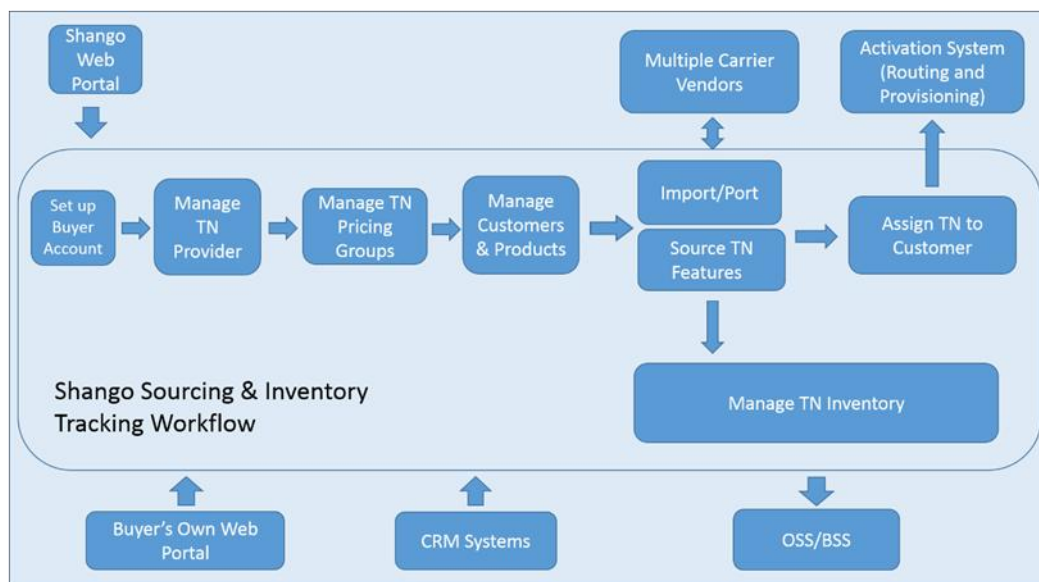 Shango
Web
Portal
Multiple Carrier
Vendors
Activation System
(Routing and
Provisioning)
Set up
Buyer
Account
Manage
TN
Provider
Manage TN
Pricing
Groups
Manage
Customers
& Products
Import/Port
Source TN
Features
Assign TN to
Customer
Shango Sourcing & Inventory
Tracking Workflow
Manage TN Inventory
Buyer's Own Web
Portal
CRM Systems
OSS/BSS